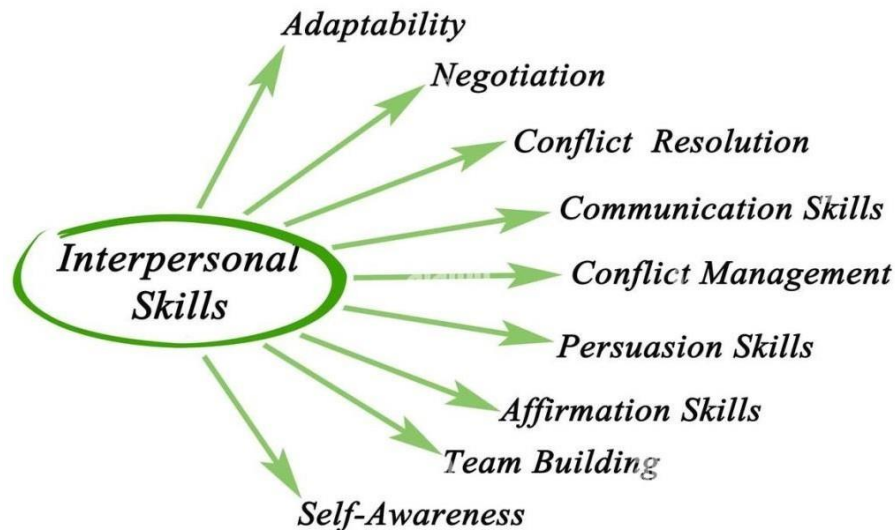 Adaptability
Negotiation
Conflict Resolution
Communication Skills
Interpersonal
Skills
Conflict Management
Persuasion Skills
Affirmation Skills
Team Building
Self-Awareness